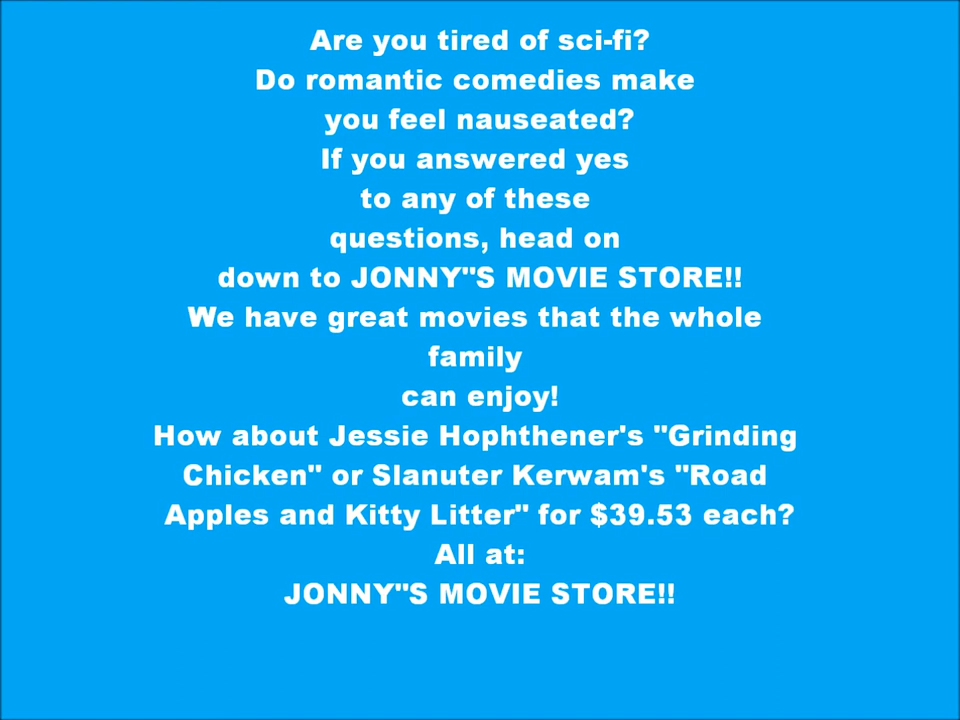 Are you tired of sci-fi?
Do romantic comedies make
you feel nauseated?
If you answered yes
to any of these
questions, head on
down to JONNY"S MOVIE STORE!!
We have great movies that the whole
family
can enjoy!
How about Jessie Hophthener's "Grinding
Chicken" or Slanuter Kerwam's "Road
Apples and Kitty Litter" for $39.53 each?
All at:
JONNY"S MOVIE STORE!!